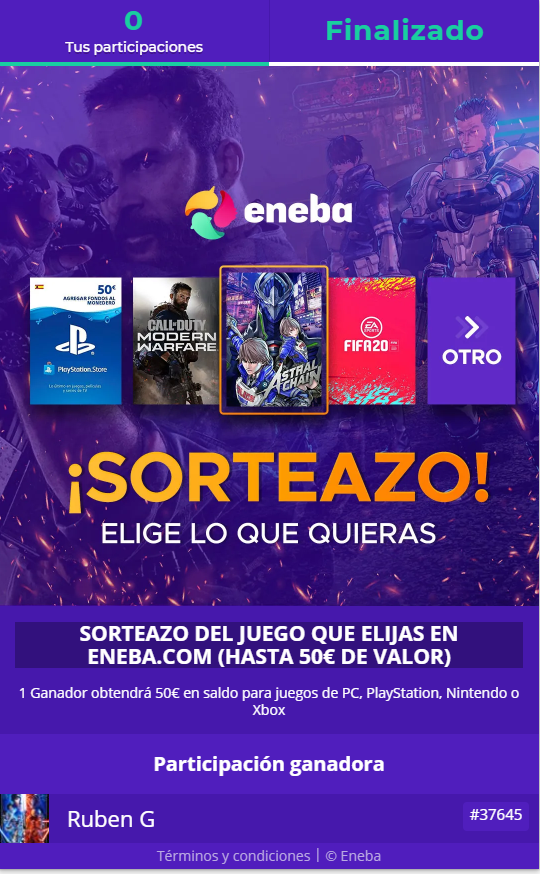 0
Tus participaciones
Finalizado
eneba
50€
AGREGAR FONDOS AL
MONEDERO
PlayStation Store
CALL OF DUTY
MODERN
WARFARE
ASTRAL
CHAIN
EA
SPORTS
FIFA20
OTRO
¡SORTEAZO!
ELIGE LO QUE QUIERAS
SORTEAZO DEL JUEGO QUE ELIJAS EN
ENEBA.COM (HASTA 50€ DE VALOR)
1 Ganador obtendrá 50€ en saldo para juegos de PC, PlayStation, Nintendo o
Xbox
Participación ganadora
Ruben G
#37645
Términos y condiciones | © Eneba